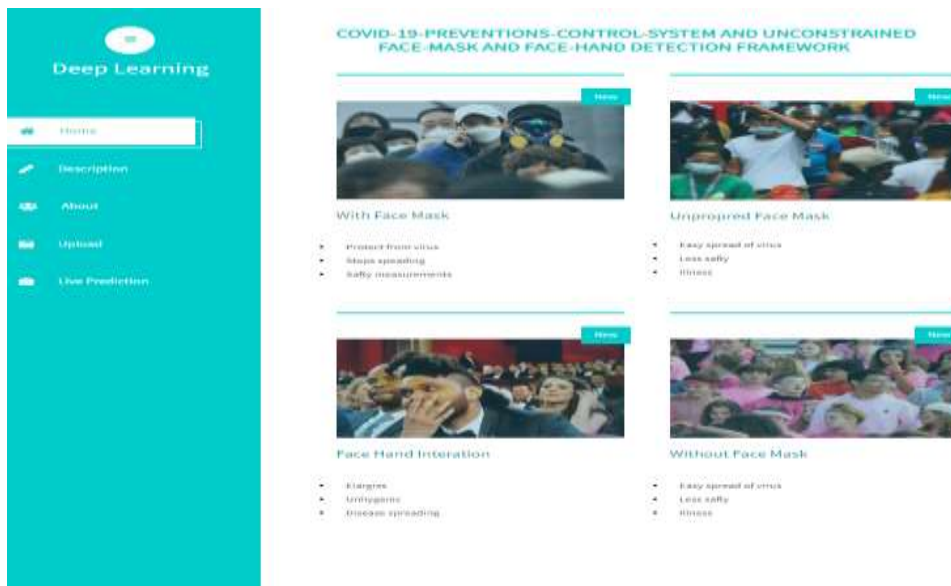 Deep Learning
Home
Description
About
Upload
Live Prediction
COVID-19-PREVENTIONS-CONTROL-SYSTEM AND UNCONSTRAINED
FACE-MASK AND FACE-HAND DETECTION FRAMEWORK
New
With Face Mask
Protect from virus
Stops speading
Safty measurements
New
Unpropred Face Mask
Easy spread of virus
Less safty
Illness
New
Face Hand Interation
Unhygenic
Disease spreading
New
Without Face Mask
Easy spread of virus
Less safty
Illness